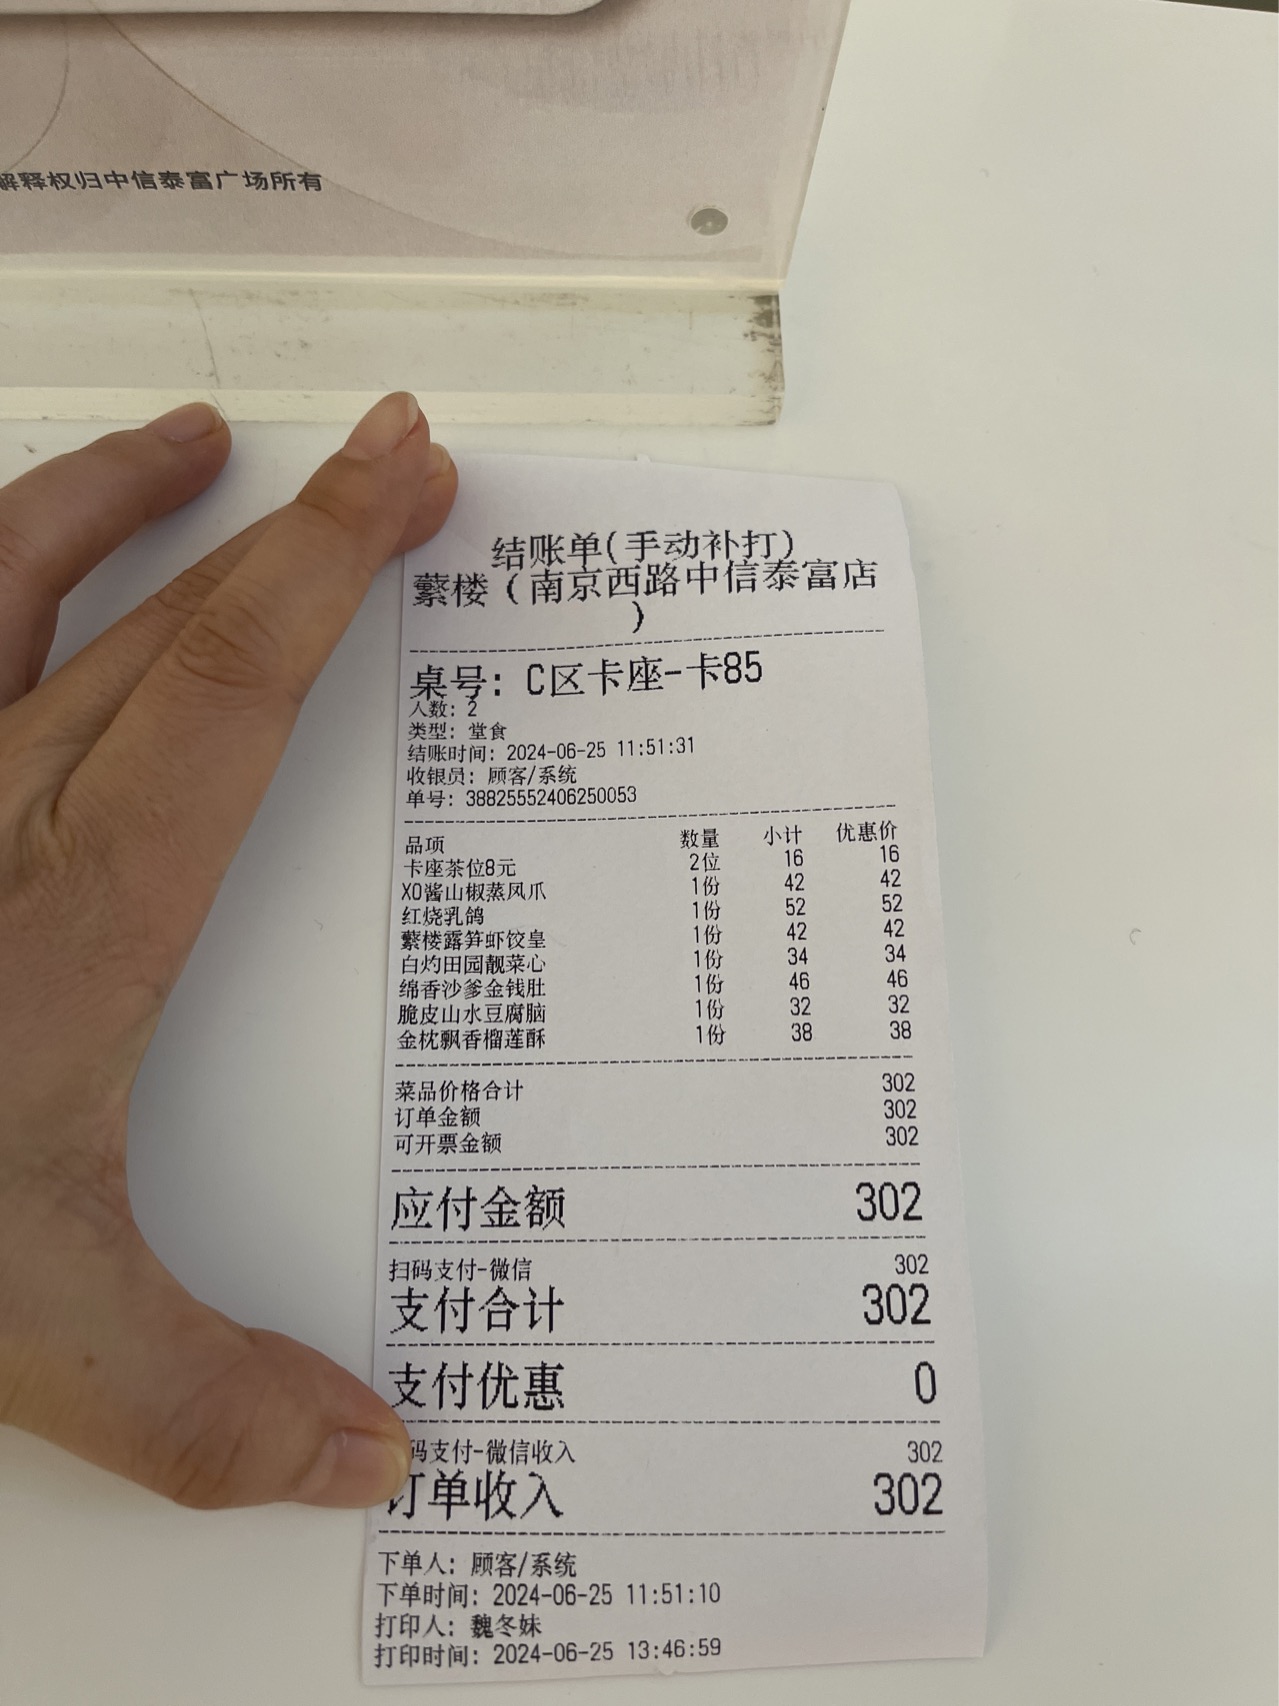 解释权归中信泰富广场所有
结账单(手动补打)
蘩楼（南京西路中信泰富店
）
桌号: C区卡座-卡85
人数: 2
类型: 堂食
结账时间: 2024-06-25 11:51:31
收银员: 顾客/系统
单号: 38825552406250053
品项 数量 小计 优惠价
卡座茶位8元 2位 16 16
XO酱山椒蒸凤爪 1份 42 42
红烧乳鸽 1份 52 52
蘩楼露笋虾饺皇 1份 42 42
白灼田园靓菜心 1份 34 34
绵香沙爹金钱肚 1份 46 46
脆皮山水豆腐脑 1份 32 32
金枕飘香榴莲酥 1份 38 38
菜品价格合计 302
订单金额 302
可开票金额 302
应付金额 302
扫码支付-微信 302
支付合计 302
支付优惠 0
码支付-微信收入 302
订单收入 302
下单人: 顾客/系统
下单时间: 2024-06-25 11:51:10
打印人: 魏冬妹
打印时间: 2024-06-25 13:46:59